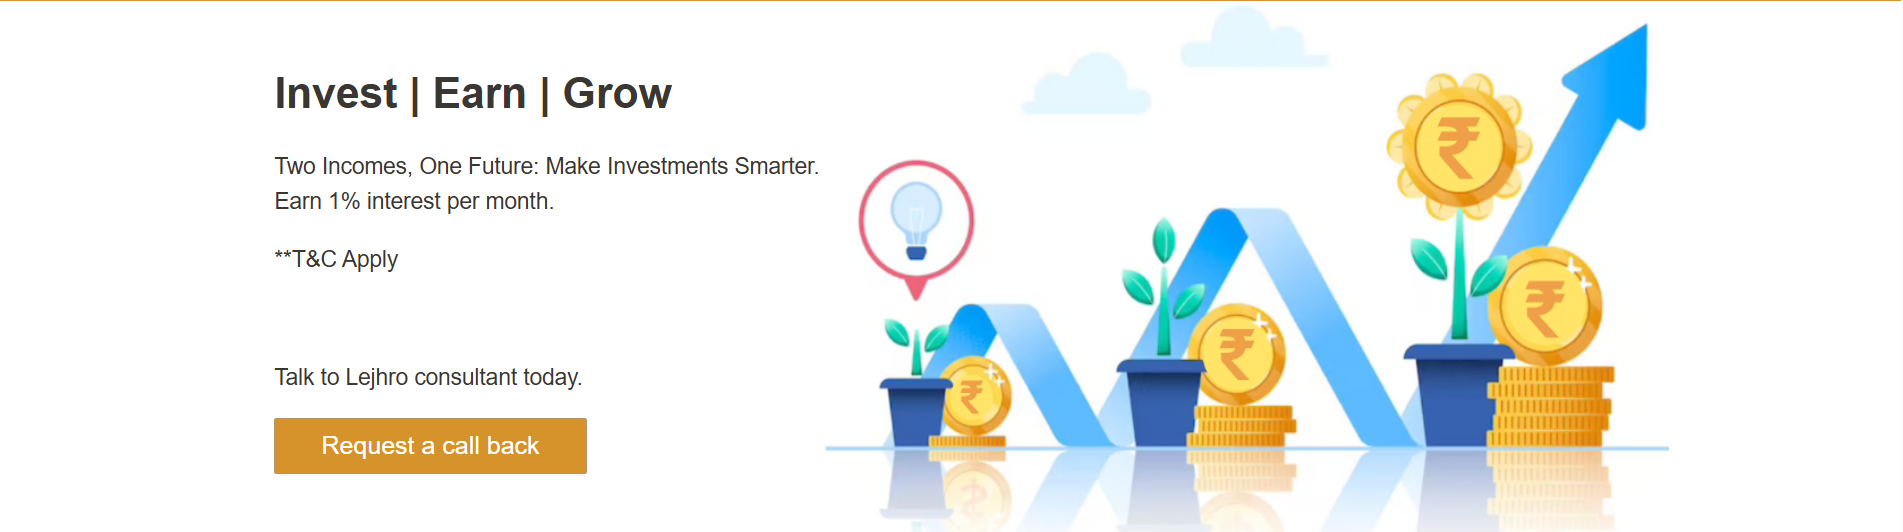 Invest | Earn | Grow
Two Incomes, One Future: Make Investments Smarter.
Earn 1% interest per month.
**T&C Apply
Talk to Lejhro consultant today.
Request a call back
₹
₹
₹
₹